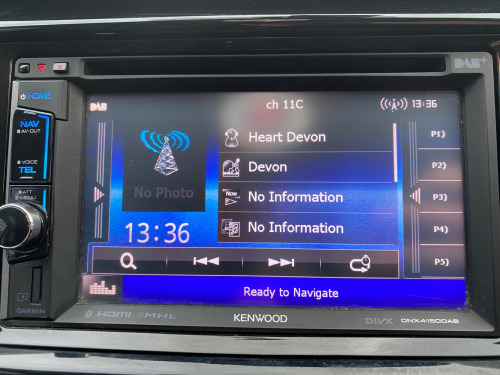 DAB+
HOME
ch 11C
13:36
DAB
NAV
AV-OUT
Heart Devon
P1)
Devon
P2)
VOICE
TEL
No Photo
Now
No Information
P3)
ATT
MENU
No Information
P4)
13:36
P5)
Ready to Navigate
GARMIN
HDMI
MHL
KENWOOD
DIVX
DNX4150DAB